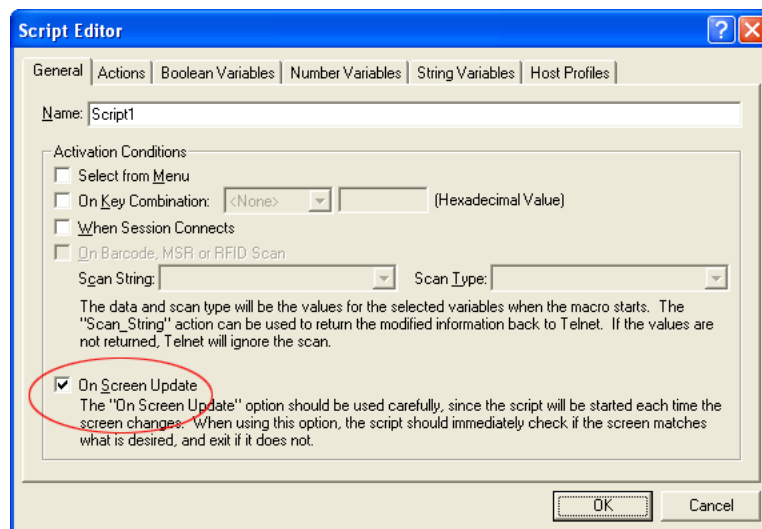 Script Editor
General Actions Boolean Variables Number Variables String Variables Host Profiles
Name: Script1
Activation Conditions
Select from Menu
On Key Combination: <None> (Hexadecimal Value)
When Session Connects
On Barcode, MSR or RFID Scan
Scan String: Scan Type:
The data and scan type will be the values for the selected variables when the macro starts. The
"Scan_String" action can be used to return the modified information back to Telnet. If the values are
not returned, Telnet will ignore the scan.
On Screen Update
The "On Screen Update" option should be used carefully, since the script will be started each time the
screen changes. When using this option, the script should immediately check if the screen matches
what is desired, and exit if it does not.
OK Cancel